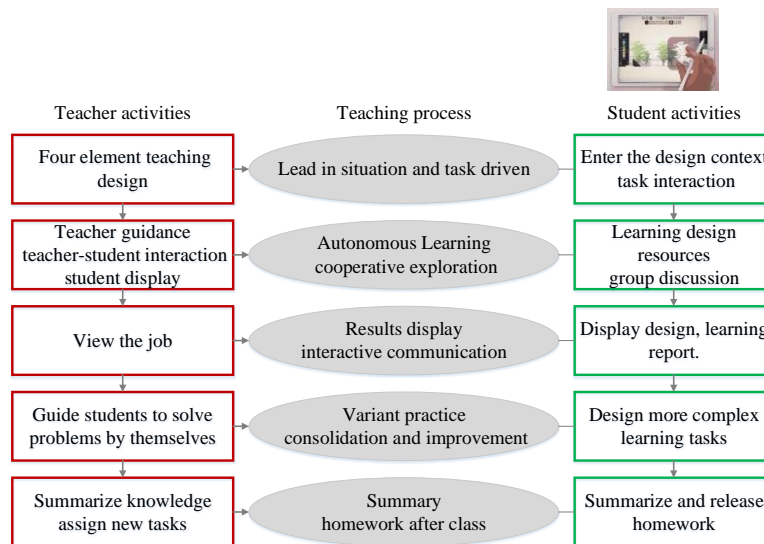 Teacher activities
Teaching process
Student activities
Four element teaching
design
Lead in situation and task driven
Enter the design context
task interaction
Teacher guidance
teacher-student interaction
student display
Autonomous Learning
cooperative exploration
Learning design
resources
group discussion
View the job
Results display
interactive communication
Display design, learning
report.
Guide students to solve
problems by themselves
Variant practice
consolidation and improvement
Design more complex
learning tasks
Summarize knowledge
assign new tasks
Summary
homework after class
Summarize and release
homework